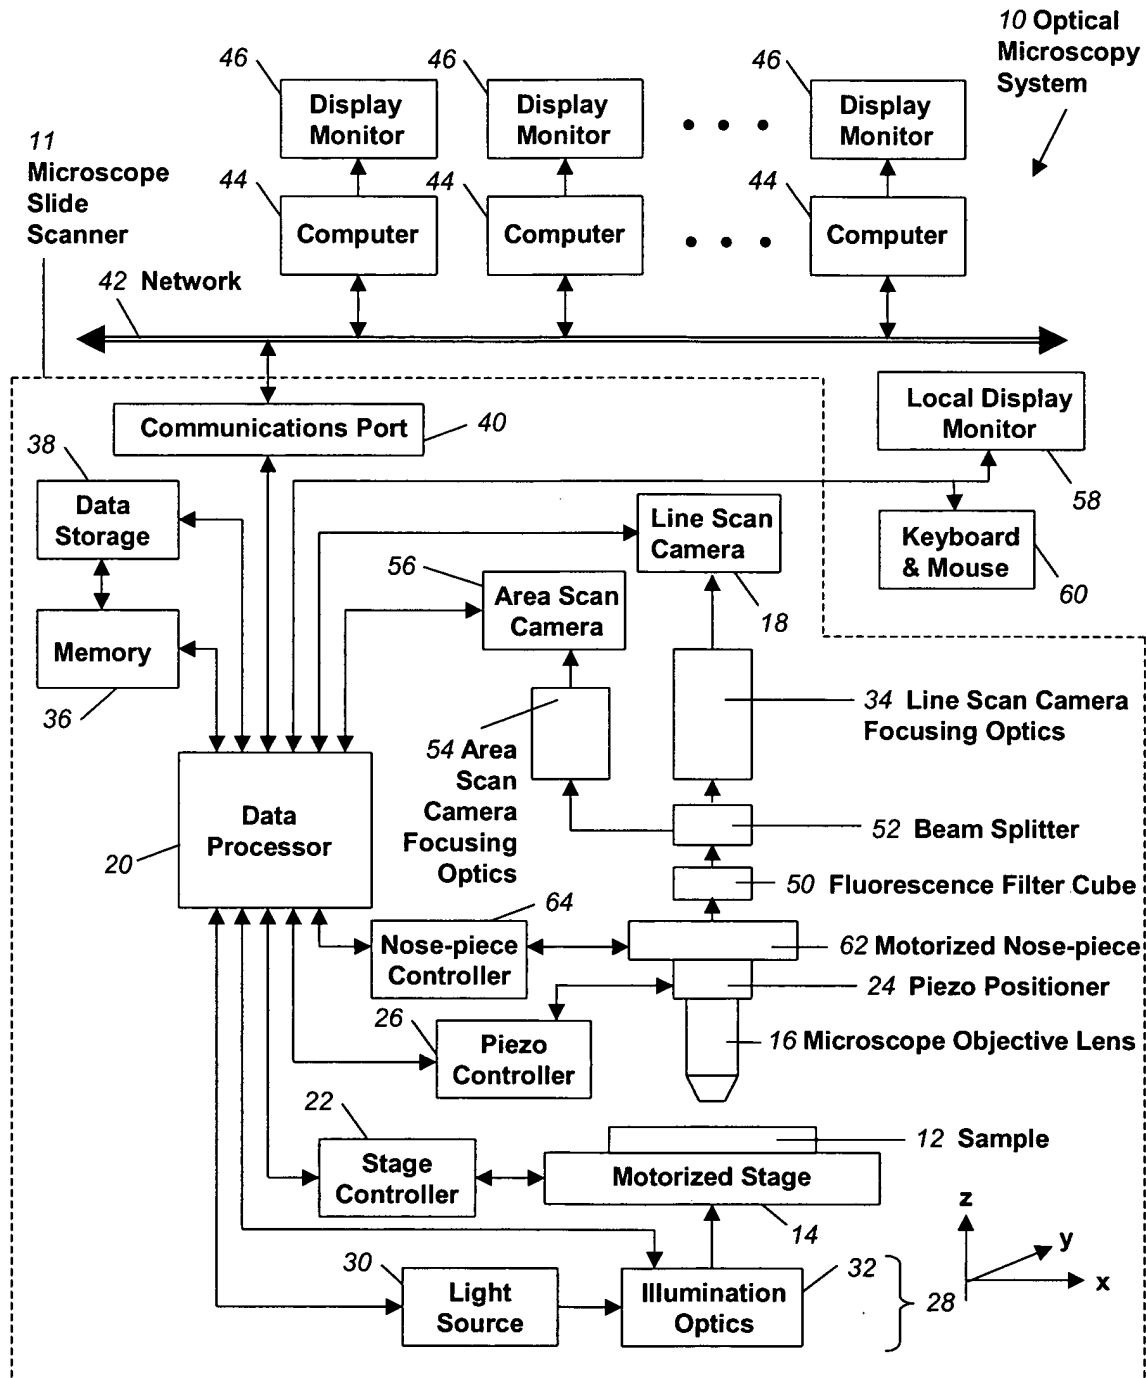 10 Optical
Microscopy
System
46
46
46
Display
Monitor
Display
Monitor
• • •
Display
Monitor
11
Microscope
Slide
Scanner
44
44
44
Computer
Computer
• • •
Computer
42 Network
Communications Port
40
Local Display
Monitor
58
38
Data
Storage
Line Scan
Camera
18
Keyboard
& Mouse
60
56
Area Scan
Camera
Memory
36
34 Line Scan Camera
Focusing Optics
54 Area
Scan
Camera
Focusing
Optics
Data
Processor
20
52 Beam Splitter
50 Fluorescence Filter Cube
64
Nose-piece
Controller
62 Motorized Nose-piece
24 Piezo Positioner
26
Piezo
Controller
16 Microscope Objective Lens
22
Stage
Controller
12 Sample
Motorized Stage
14
z
y
x
30
Light
Source
Illumination
Optics
32
28